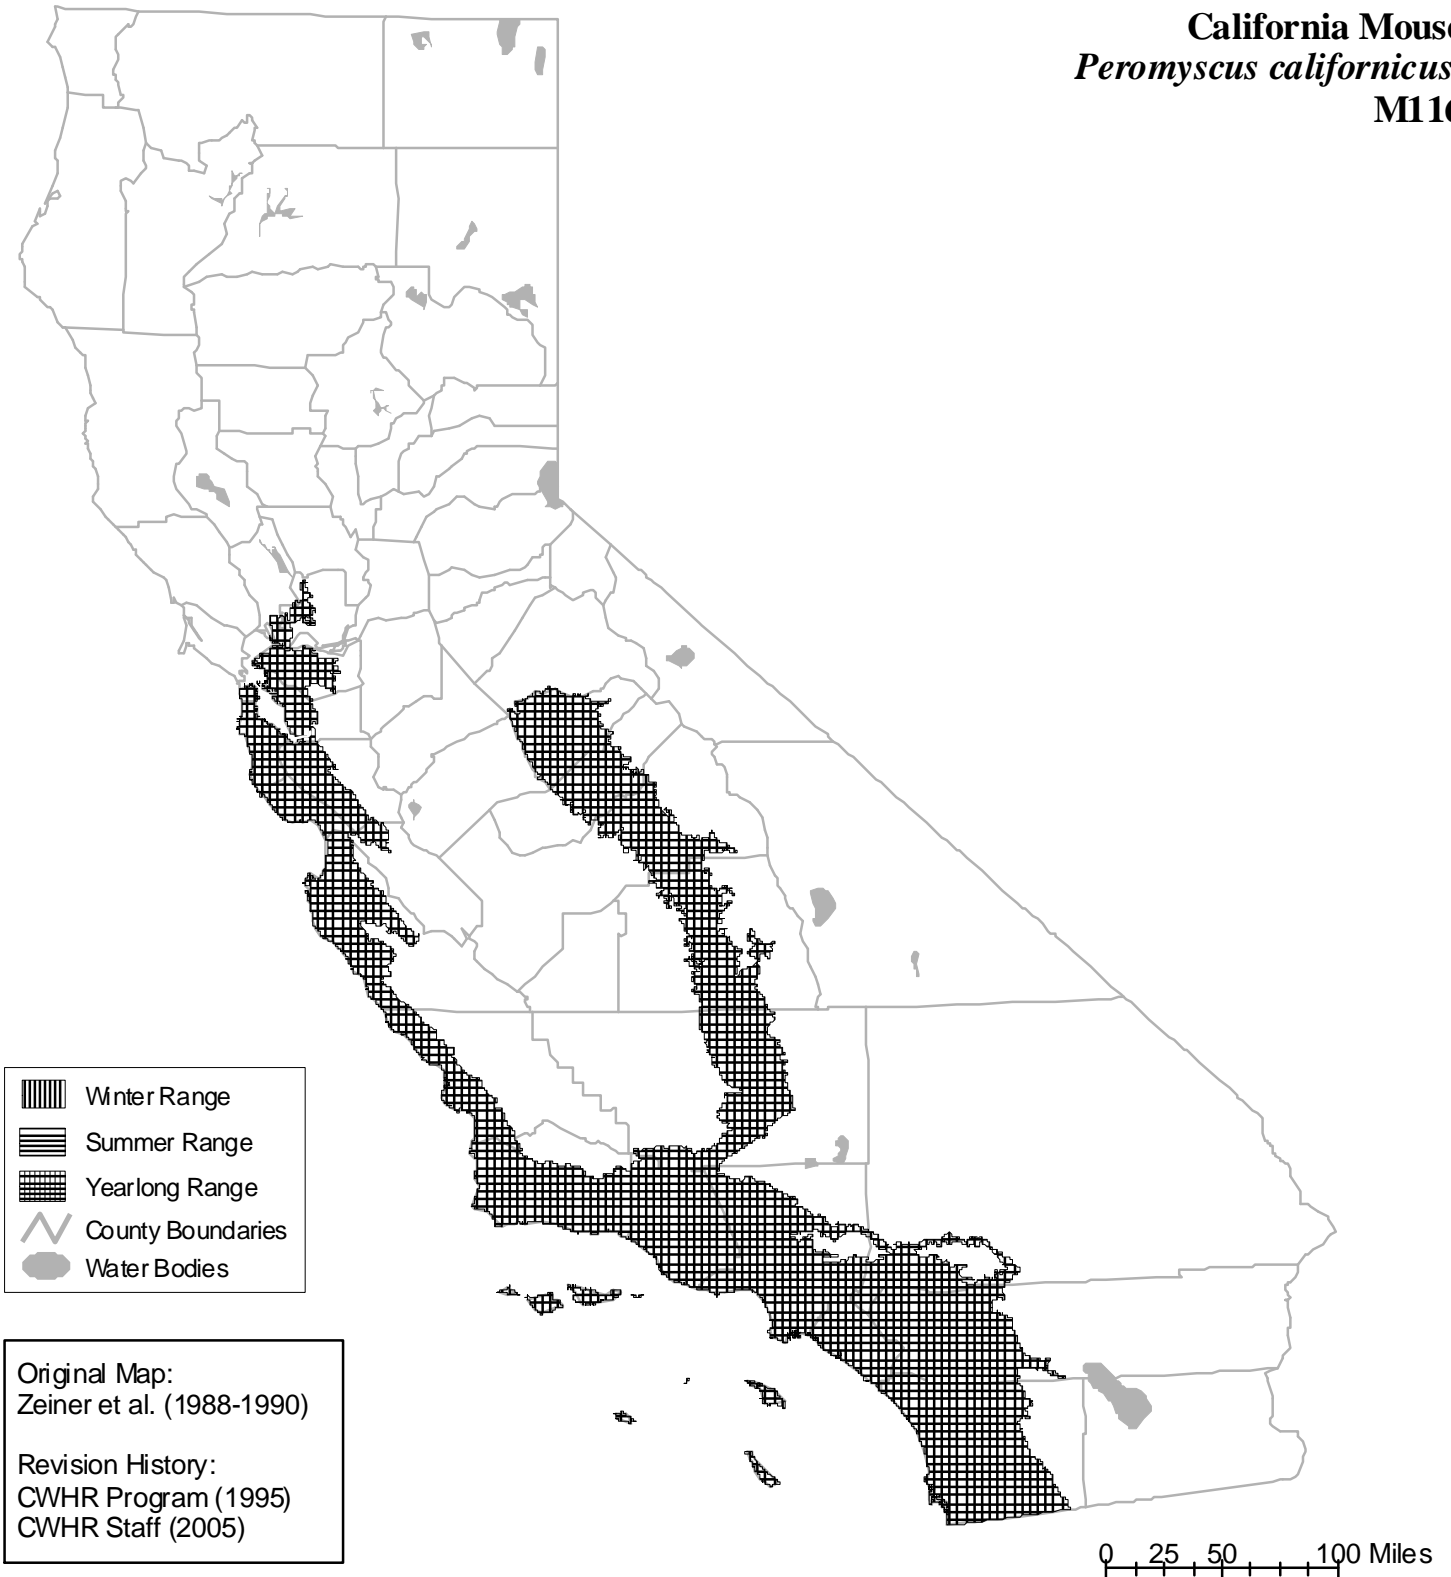 California Mouse
Peromyscus californicus
M116
Winter Range
Summer Range
Yearlong Range
County Boundaries
Water Bodies
Original Map:
Zeiner et al. (1988-1990)
Revision History:
CWHR Program (1995)
CWHR Staff (2005)
0 25 50 100 Miles